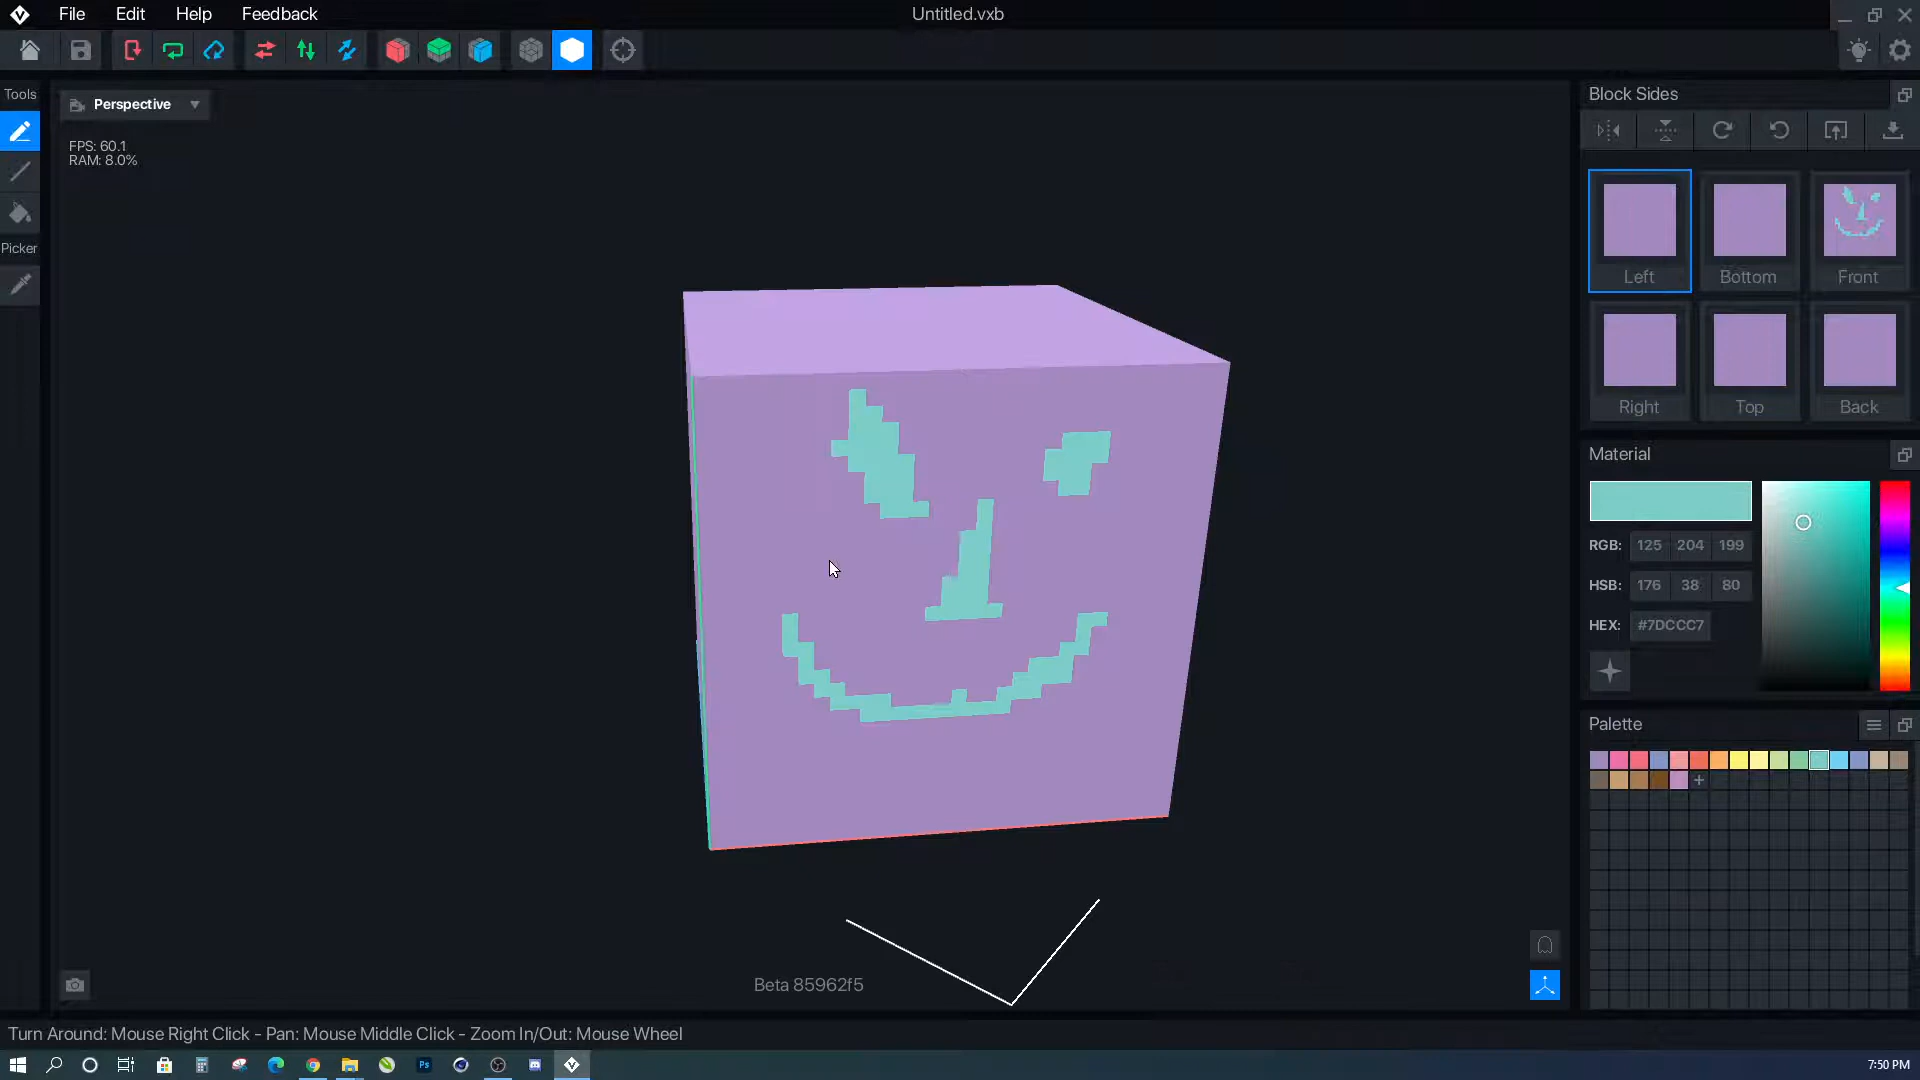 File Edit Help Feedback
Untitled.vxb
Tools
Perspective
FPS: 60.1
RAM: 8.0%
Picker
Block Sides
Left Bottom Front
Right Top Back
Material
RGB: 125 204 199
HSB: 176 38 80
HEX: #7DCCC7
Palette
Beta 85962f5
Turn Around: Mouse Right Click - Pan: Mouse Middle Click - Zoom In/Out: Mouse Wheel
Ps
7:50 PM